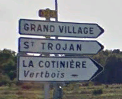 GRAND VILLAGE
ST TROJAN
LA COTINIÈRE
Vertbois